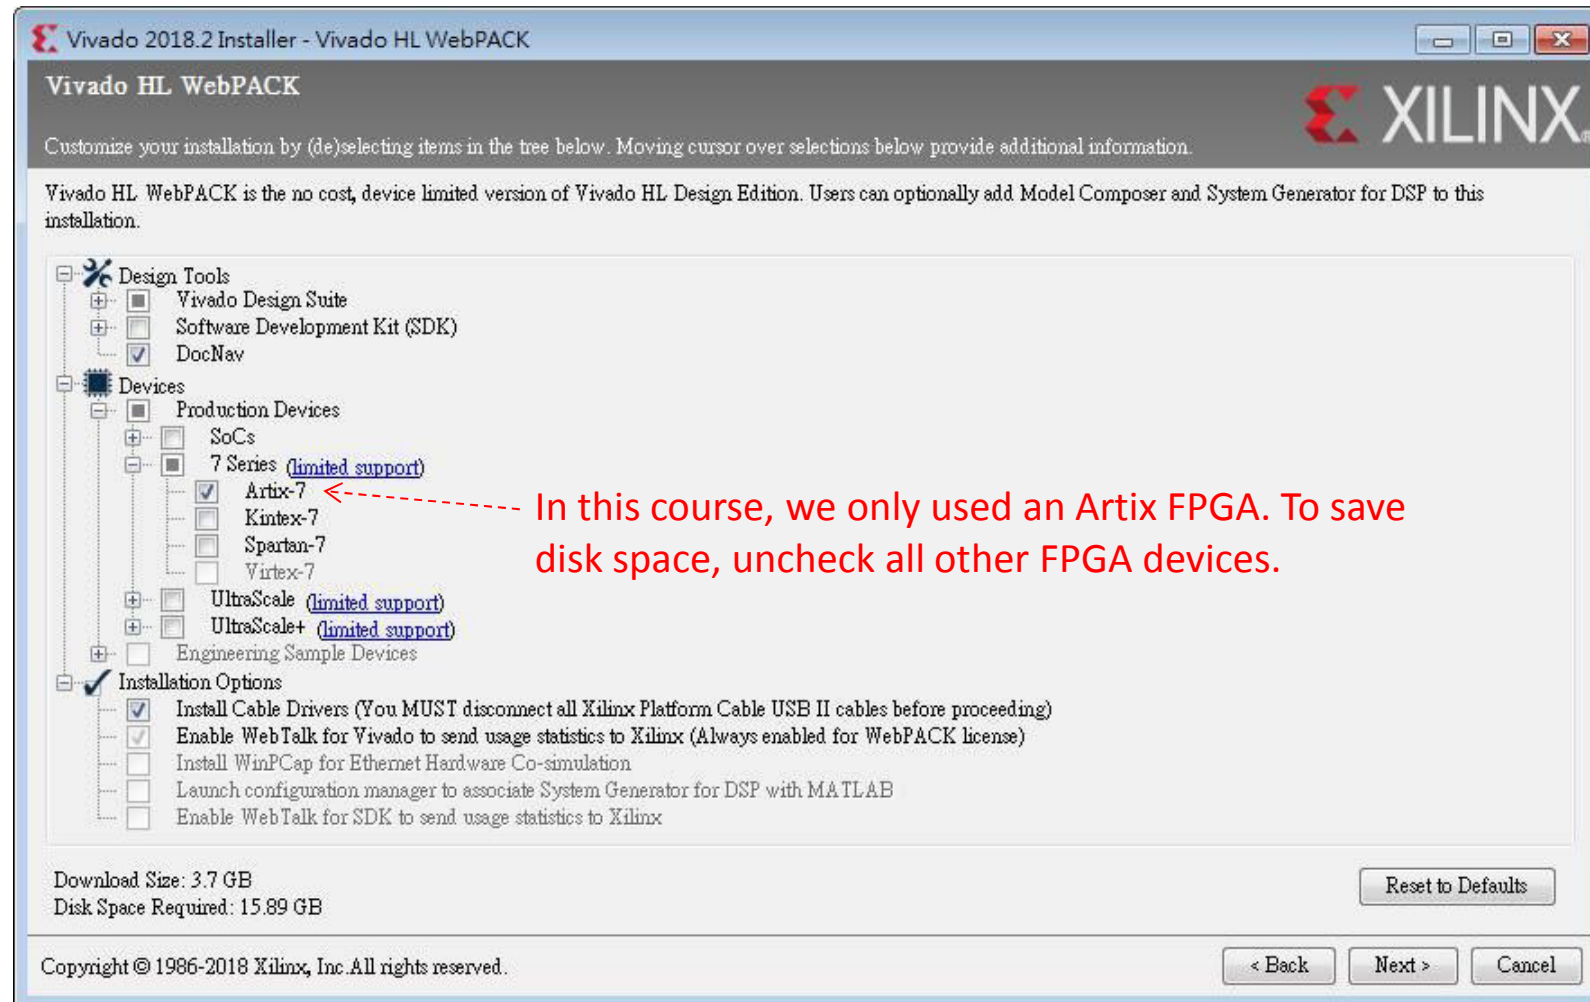 Vivado 2018.2 Installer - Vivado HL WebPACK
Vivado HL WebPACK
XILINX
Customize your installation by (de)selecting items in the tree below. Moving cursor over selections below provide additional information.
Vivado HL WebPACK is the no cost, device limited version of Vivado HL Design Edition. Users can optionally add Model Composer and System Generator for DSP to this
installation.
Design Tools
Vivado Design Suite
Software Development Kit (SDK)
DocNav
Devices
Production Devices
SoCs
7 Series (limited support)
Artix-7
Kintex-7
Spartan-7
Virtex-7
In this course, we only used an Artix FPGA. To save
disk space, uncheck all other FPGA devices.
UltraScale (limited support)
UltraScale+ (limited support)
Engineering Sample Devices
Installation Options
Install Cable Drivers (You MUST disconnect all Xilinx Platform Cable USB II cables before proceeding)
Enable WebTalk for Vivado to send usage statistics to Xilinx (Always enabled for WebPACK license)
Install WinPCap for Ethernet Hardware Co-simulation
Launch configuration manager to associate System Generator for DSP with MATLAB
Enable WebTalk for SDK to send usage statistics to Xilinx
Download Size: 3.7 GB
Disk Space Required: 15.89 GB
Reset to Defaults
Copyright © 1986-2018 Xilinx, Inc.All rights reserved.
< Back
Next >
Cancel